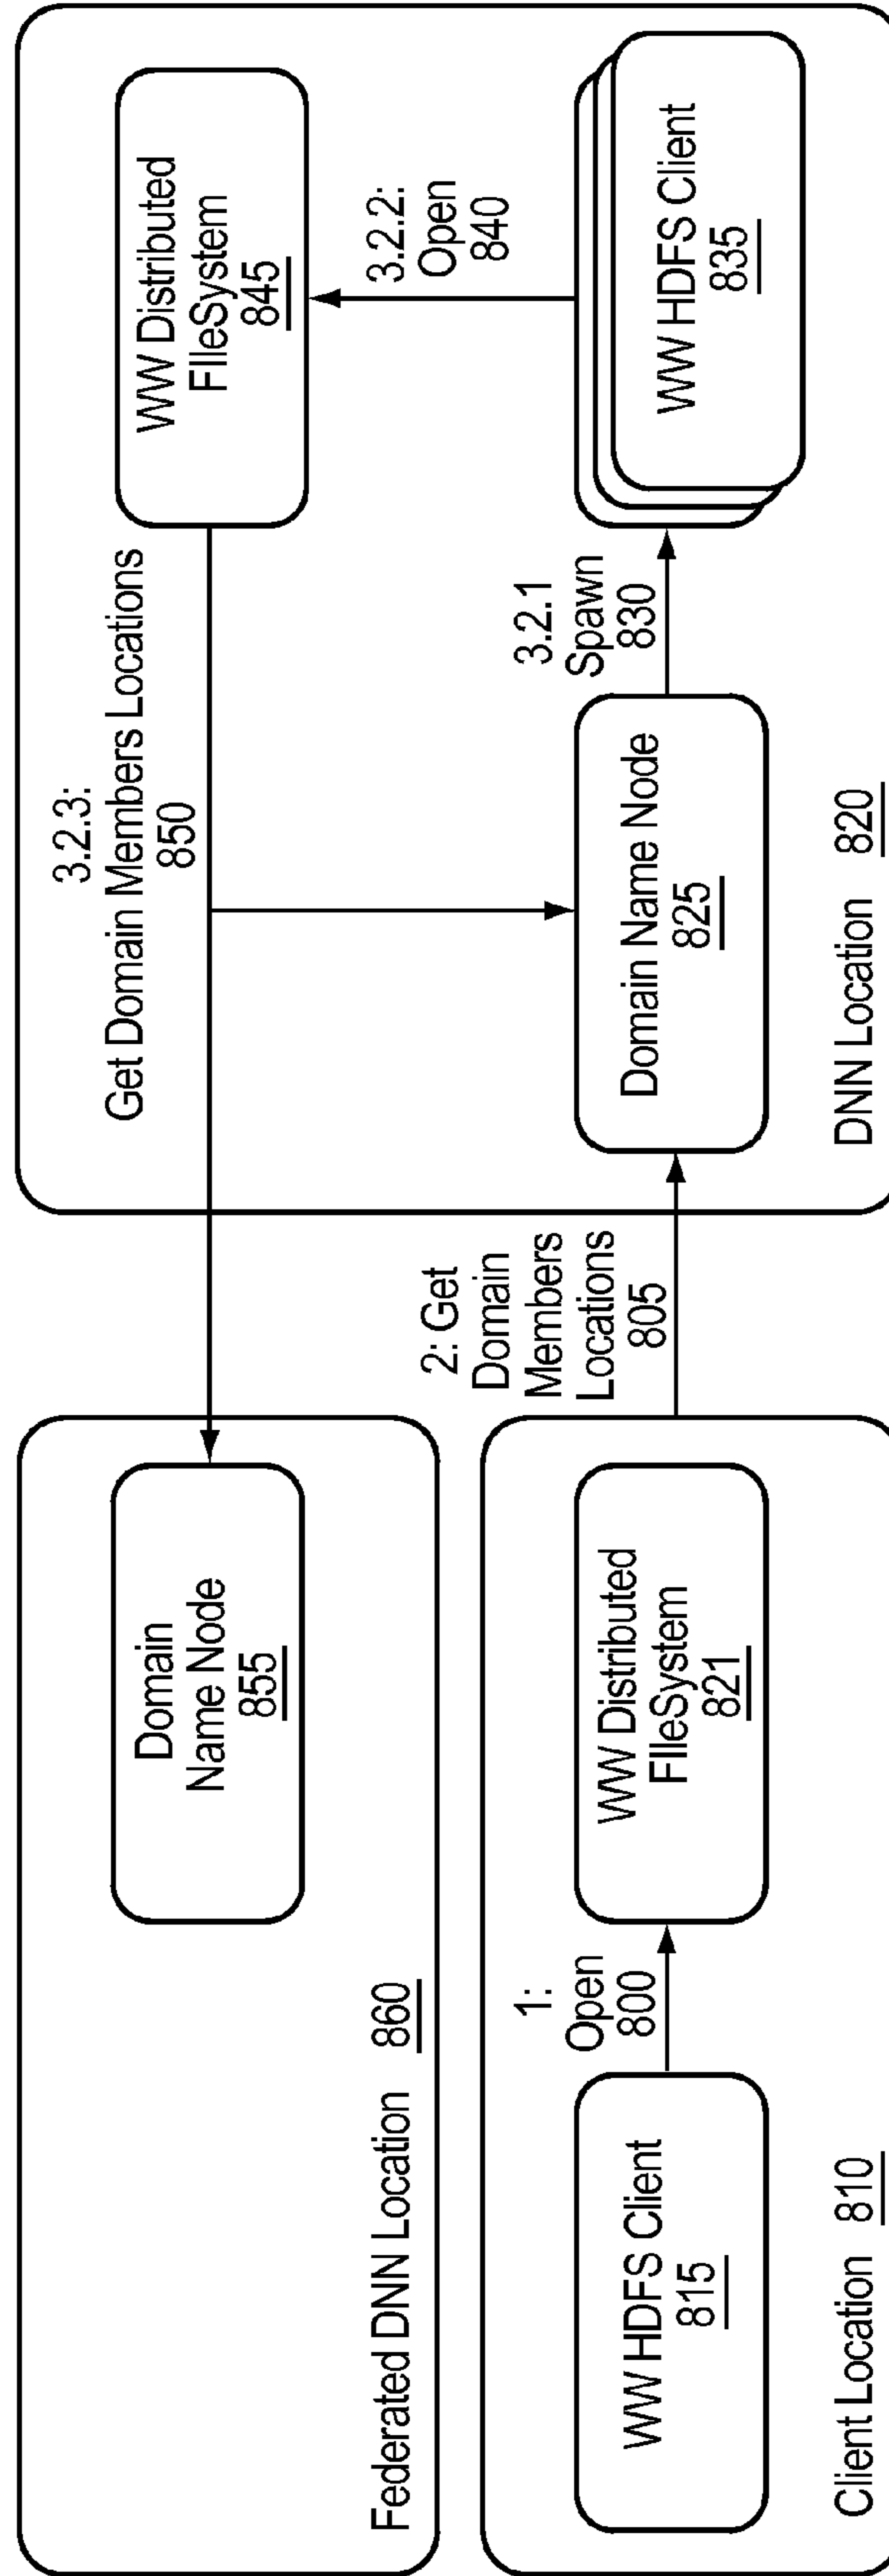 Federated DNN Location 860
Domain
Name Node
855
Client Location 810
WW HDFS Client
815
1:
Open
800
WW Distributed
FIleSystem
821
2: Get
Domain
Members
Locations
805
DNN Location 820
Domain Name Node
825
3.2.1
Spawn
830
WW HDFS Client
835
3.2.2:
Open
840
WW Distributed
FIleSystem
845
3.2.3:
Get Domain Members Locations
850